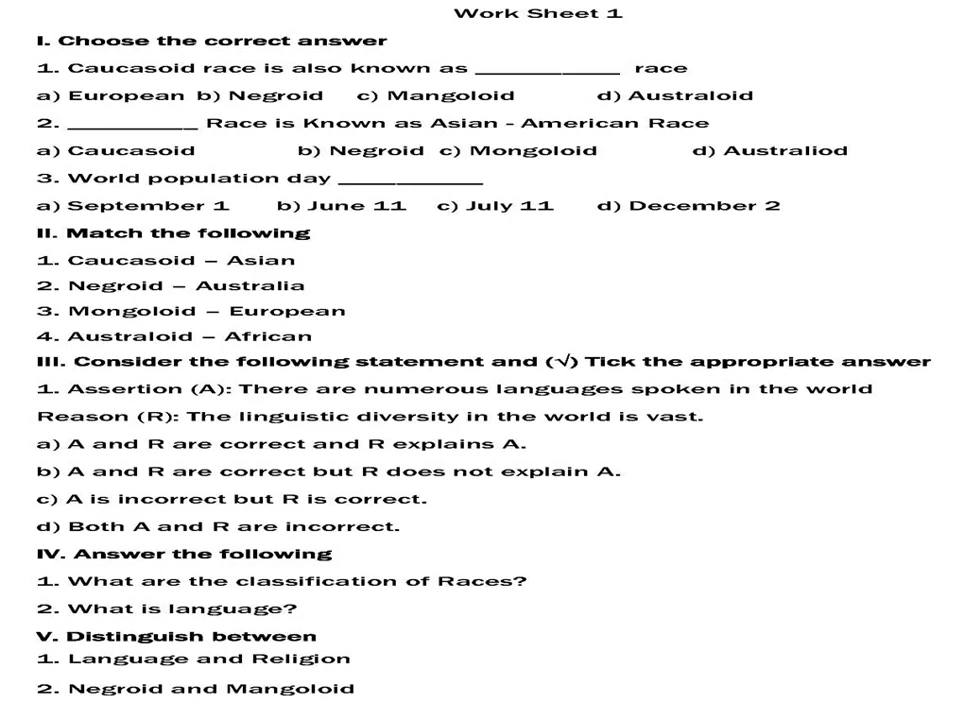 Work Sheet 1
I. Choose the correct answer
1. Caucasoid race is also known as ____________ race
a) European b) Negroid c) Mangoloid d) Australoid
2. ___________ Race is Known as Asian - American Race
a) Caucasoid b) Negroid c) Mongoloid d) Australiod
3. World population day ____________
a) September 1 b) June 11 c) July 11 d) December 2
II. Match the following
1. Caucasoid – Asian
2. Negroid – Australia
3. Mongoloid – European
4. Australoid – African
III. Consider the following statement and (√) Tick the appropriate answer
1. Assertion (A): There are numerous languages spoken in the world
Reason (R): The linguistic diversity in the world is vast.
a) A and R are correct and R explains A.
b) A and R are correct but R does not explain A.
c) A is incorrect but R is correct.
d) Both A and R are incorrect.
IV. Answer the following
1. What are the classification of Races?
2. What is language?
V. Distinguish between
1. Language and Religion
2. Negroid and Mangoloid